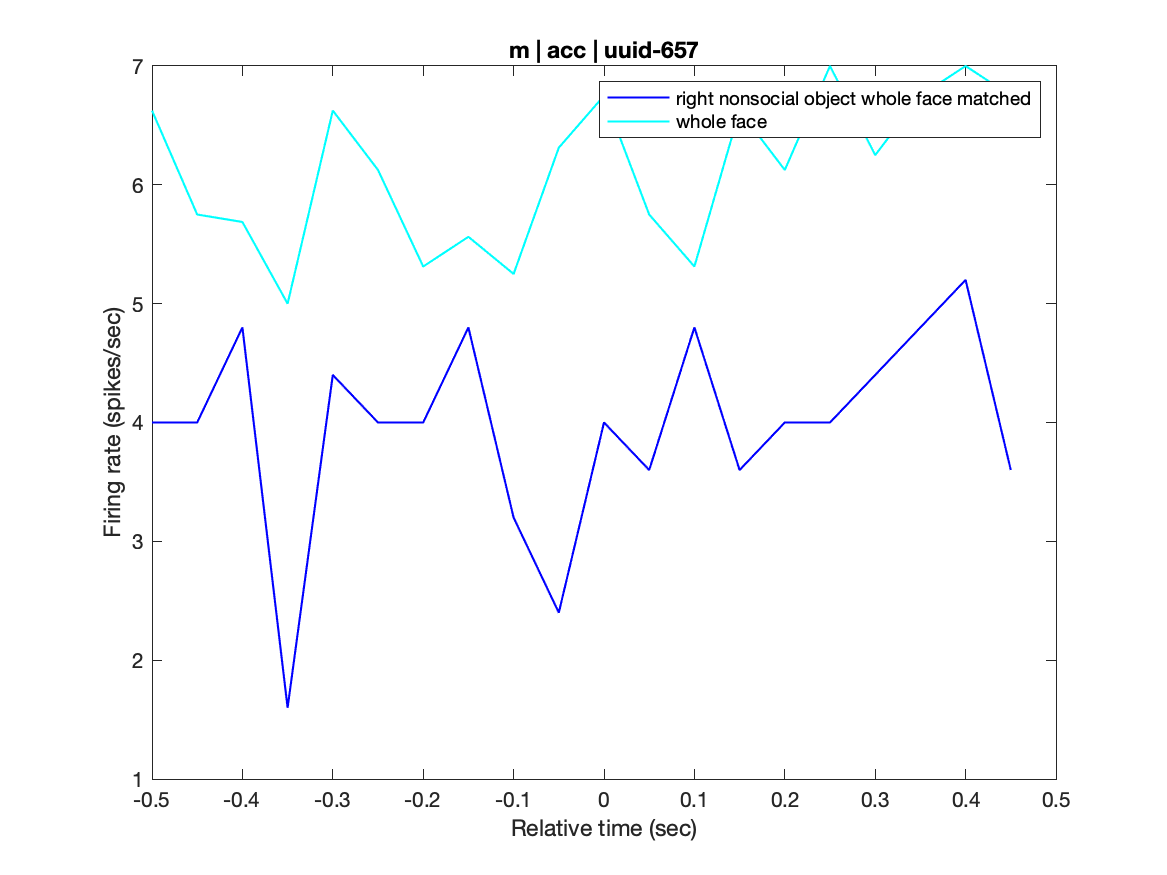 m | acc | uuid-657
7
right nonsocial object whole face matched
whole face
6
5
4
3
2
1
Firing rate (spikes/sec)
-0.5 -0.4 -0.3 -0.2 -0.1 0 0.1 0.2 0.3 0.4 0.5
Relative time (sec)